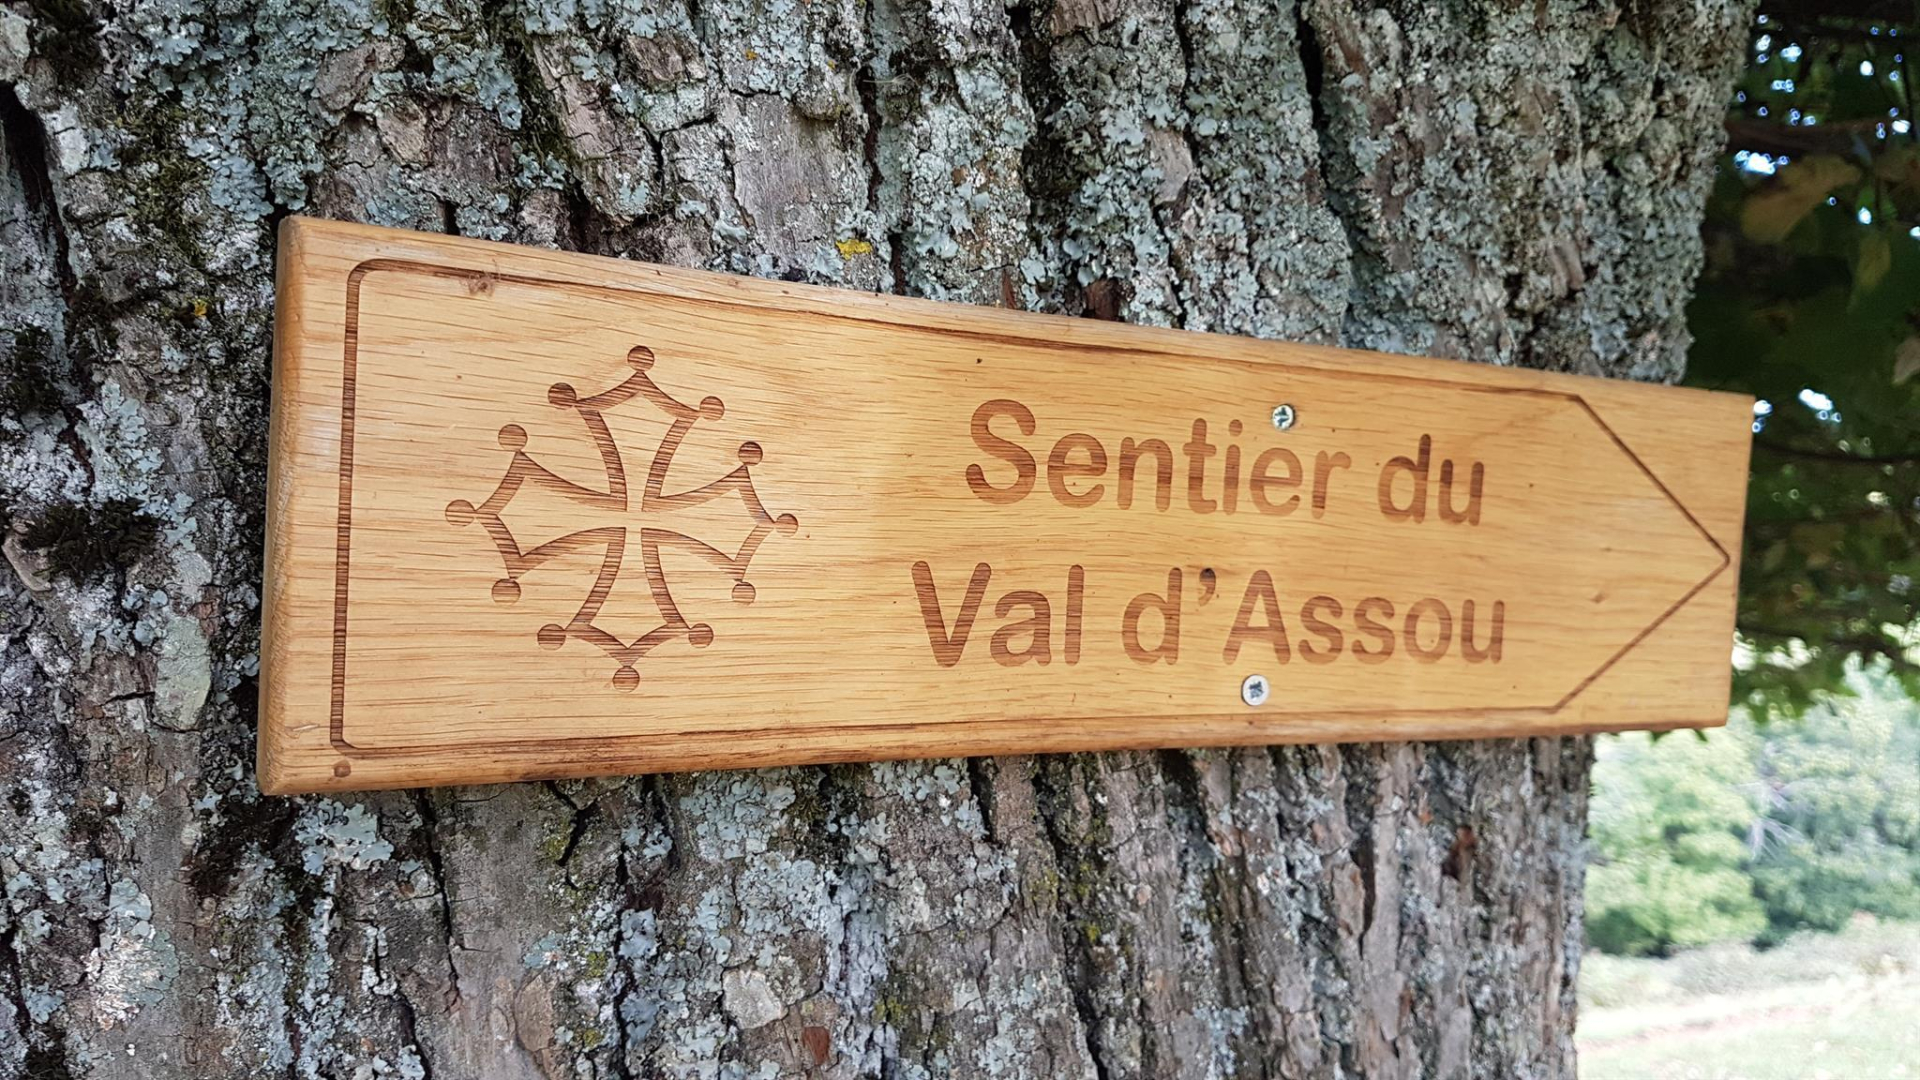 Sentier du
Val d’Assou